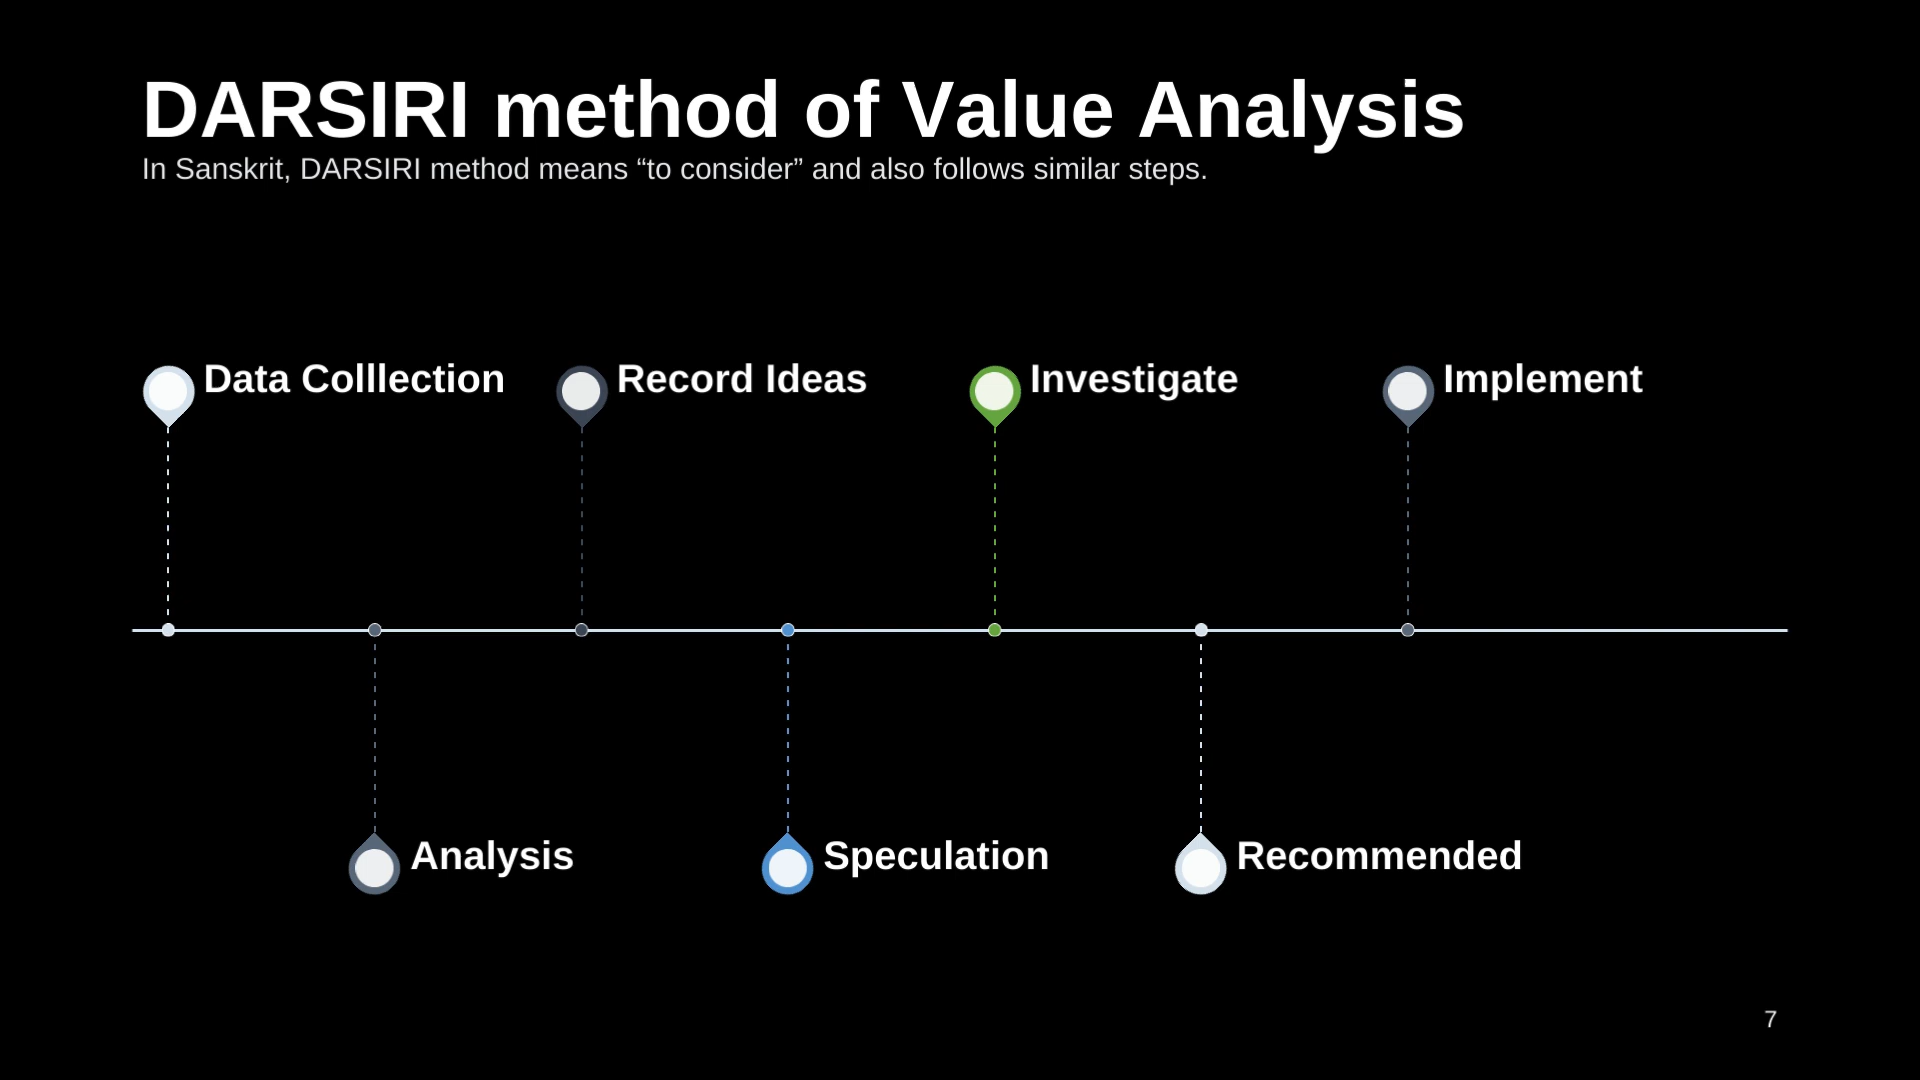 DARSIRI method of Value Analysis
In Sanskrit, DARSIRI method means “to consider” and also follows similar steps.
Data Colllection
Record Ideas
Investigate
Implement
Analysis
Speculation
Recommended
7